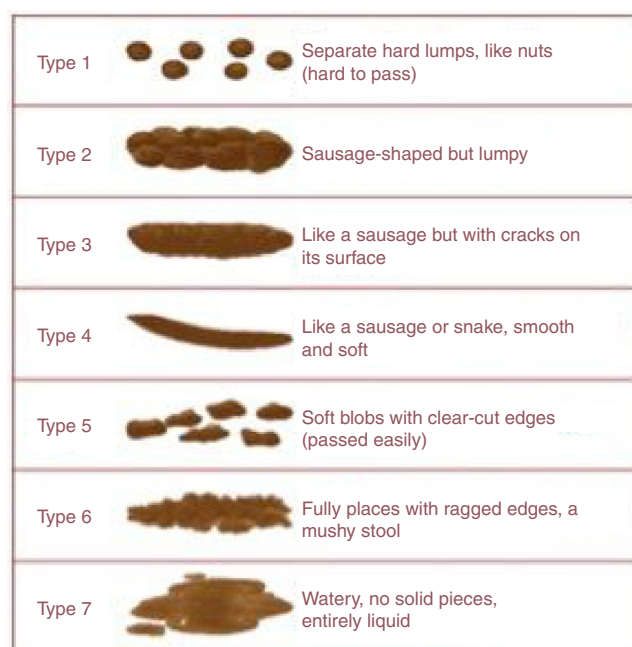 Type 1
Separate hard lumps, like nuts
(hard to pass)
Type 2
Sausage-shaped but lumpy
Type 3
Like a sausage but with cracks on
its surface
Type 4
Like a sausage or snake, smooth
and soft
Type 5
Soft blobs with clear-cut edges
(passed easily)
Type 6
Fully places with ragged edges, a
mushy stool
Type 7
Watery, no solid pieces,
entirely liquid